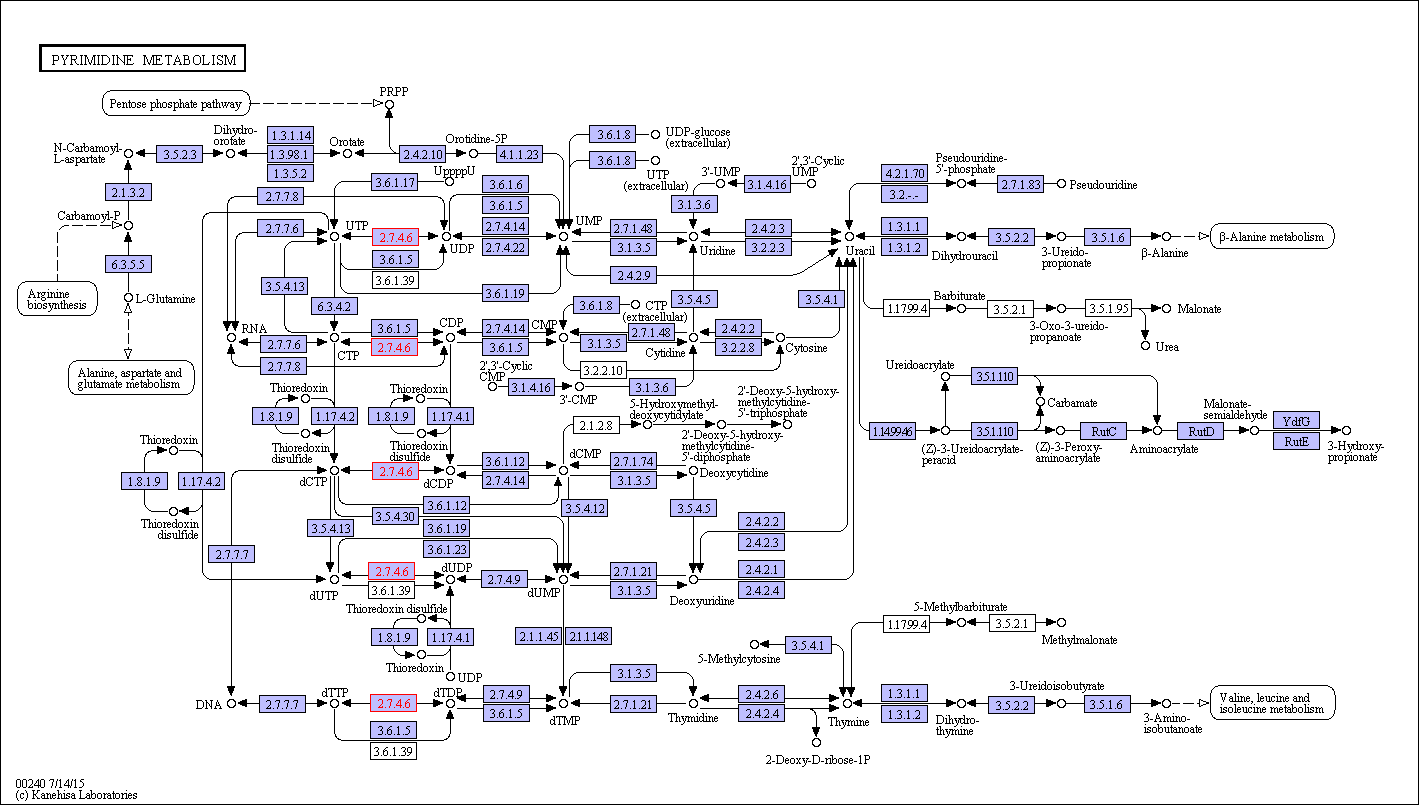 PYRIMIDINE METABOLISM
Pentose phosphate pathway
PRPP
N-Carbamoyl-
L-aspartate
3.5.2.3
Dihydro-
orotate
1.3.1.14
1.3.98.1
1.3.5.2
Orotate
2.4.2.10
Orotidine-5P
4.1.1.23
3.6.1.8
UDP-glucose
(extracellular)
3.6.1.8
UTP
(extracellular)
2.1.3.2
Carbamoyl-P
6.3.5.5
Arginine
biosynthesis
L-Glutamine
Alanine, aspartate and
glutamate metabolism
UppppU
3.6.1.17
2.7.7.8
2.7.7.6
UTP
2.7.4.6
3.6.1.5
3.6.1.39
UDP
3.6.1.6
3.6.1.5
2.7.4.14
2.7.4.22
3.6.1.19
UMP
2.7.1.48
3.1.3.5
3'-UMP
3.1.4.16
2',3'-Cyclic
UMP
3.1.3.6
Uridine
2.4.2.3
3.2.2.3
2.4.2.9
Uracil
4.2.1.70
3.2.-.-
Pseudouridine-
5'-phosphate
2.7.1.83
Pseudouridine
1.3.1.1
1.3.1.2
Dihydrouracil
3.5.2.2
3-Ureido-
propionate
3.5.1.6
β-Alanine
β-Alanine metabolism
1.1799.4
Barbiturate
3.5.2.1
3-Oxo-3-ureido-
propanoate
3.5.1.95
Malonate
Urea
3.5.4.13
6.3.4.2
RNA
2.7.7.6
2.7.7.8
CTP
3.6.1.5
2.7.4.6
CDP
2.7.4.14
3.6.1.5
CMP
3.6.1.8
CTP
(extracellular)
2.7.1.48
3.1.3.5
3.2.2.10
3.5.4.5
Cytidine
2.4.2.2
3.2.2.8
Cytosine
3.5.4.1
2',3'-Cyclic
CMP
3.1.4.16
3'-CMP
3.1.3.6
Ureidoacrylate
3.5.1.110
Carbamate
1.14.99.46
(Z)-3-Ureidoacrylate-
peracid
3.5.1.110
(Z)-3-Peroxy-
aminoacrylate
RutC
Aminoacrylate
RutD
Malonate-
semialdehyde
YdfG
RutE
3-Hydroxy-
propionate
Thioredoxin
1.8.1.9
1.17.4.2
Thioredoxin
disulfide
Thioredoxin
1.8.1.9
1.17.4.1
Thioredoxin
disulfide
Thioredoxin
1.8.1.9
1.17.4.2
Thioredoxin
disulfide
2.1.2.8
5-Hydroxymethyl-
deoxycytidylate
2'-Deoxy-5-hydroxy-
methylcytidine-
5'-diphosphate
2'-Deoxy-5-hydroxy-
methylcytidine-
5'-triphosphate
dCTP
2.7.4.6
dCDP
3.6.1.12
2.7.4.14
dCMP
2.7.1.74
3.1.3.5
Deoxycytidine
3.6.1.12
3.5.4.30
3.6.1.19
3.6.1.23
3.5.4.13
3.5.4.12
3.5.4.5
2.4.2.2
2.4.2.3
2.7.7.7
dUTP
2.7.4.6
3.6.1.39
dUDP
2.7.4.9
dUMP
2.7.1.21
3.1.3.5
Deoxyuridine
2.4.2.1
2.4.2.4
Thioredoxin disulfide
1.8.1.9
1.17.4.1
Thioredoxin
UDP
2.1.1.45
2.1.1.148
5-Methylcytosine
3.5.4.1
5-Methylbarbiturate
1.1799.4
3.5.2.1
Methylmalonate
DNA
2.7.7.7
dTTP
2.7.4.6
3.6.1.5
3.6.1.39
dTDP
2.7.4.9
3.6.1.5
dTMP
3.1.3.5
2.7.1.21
Thymidine
2.4.2.6
2.4.2.4
2-Deoxy-D-ribose-1P
Thymine
1.3.1.1
1.3.1.2
Dihydro-
thymine
3.5.2.2
3-Ureidoisobutyrate
3.5.1.6
3-Amino-
isobutanoate
Valine, leucine and
isoleucine metabolism
00240 7/14/15
(c) Kanehisa Laboratories